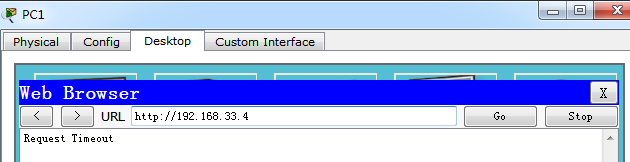 PC1
Physical Config Desktop Custom Interface
Web Browser X
< > URL http://192.168.33.4 Go Stop
Request Timeout